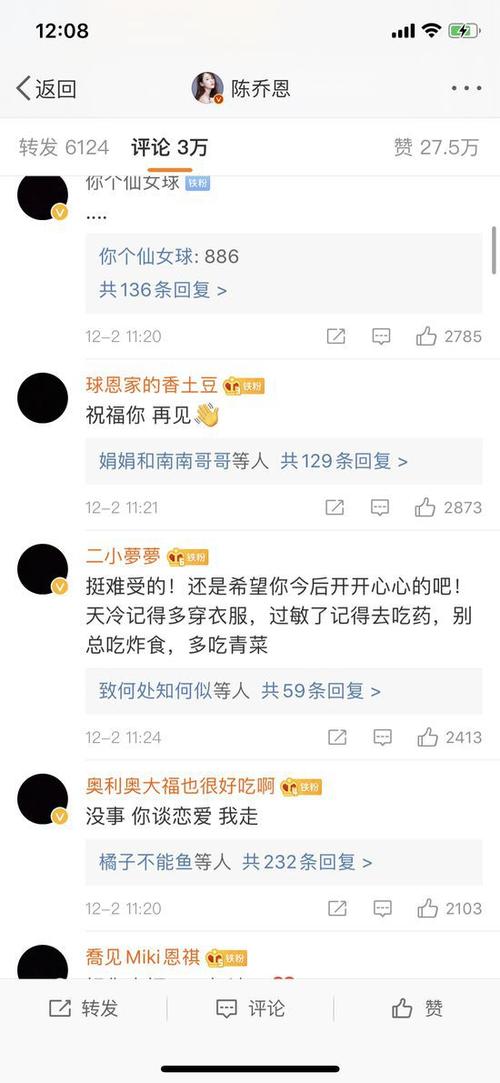 12:08
返回
陈乔恩
转发 6124
评论 3万
赞 27.5万
你个仙女球 铁粉
....
你个仙女球: 886
共136条回复 >
12-2 11:20
2785
球恩家的香土豆 铁粉
祝福你 再见👋
娟娟和南南哥哥等人 共129条回复 >
12-2 11:21
2873
二小夢夢 铁粉
挺难受的！还是希望你今后开开心心的吧！
天冷记得多穿衣服，过敏了记得去吃药，别
总吃炸食，多吃青菜
致何处知何似等人 共59条回复 >
12-2 11:24
2413
奥利奥大福也很好吃啊 铁粉
没事 你谈恋爱 我走
橘子不能鱼等人 共232条回复 >
12-2 11:20
2103
喬见Miki恩祺 铁粉
转发
评论
赞